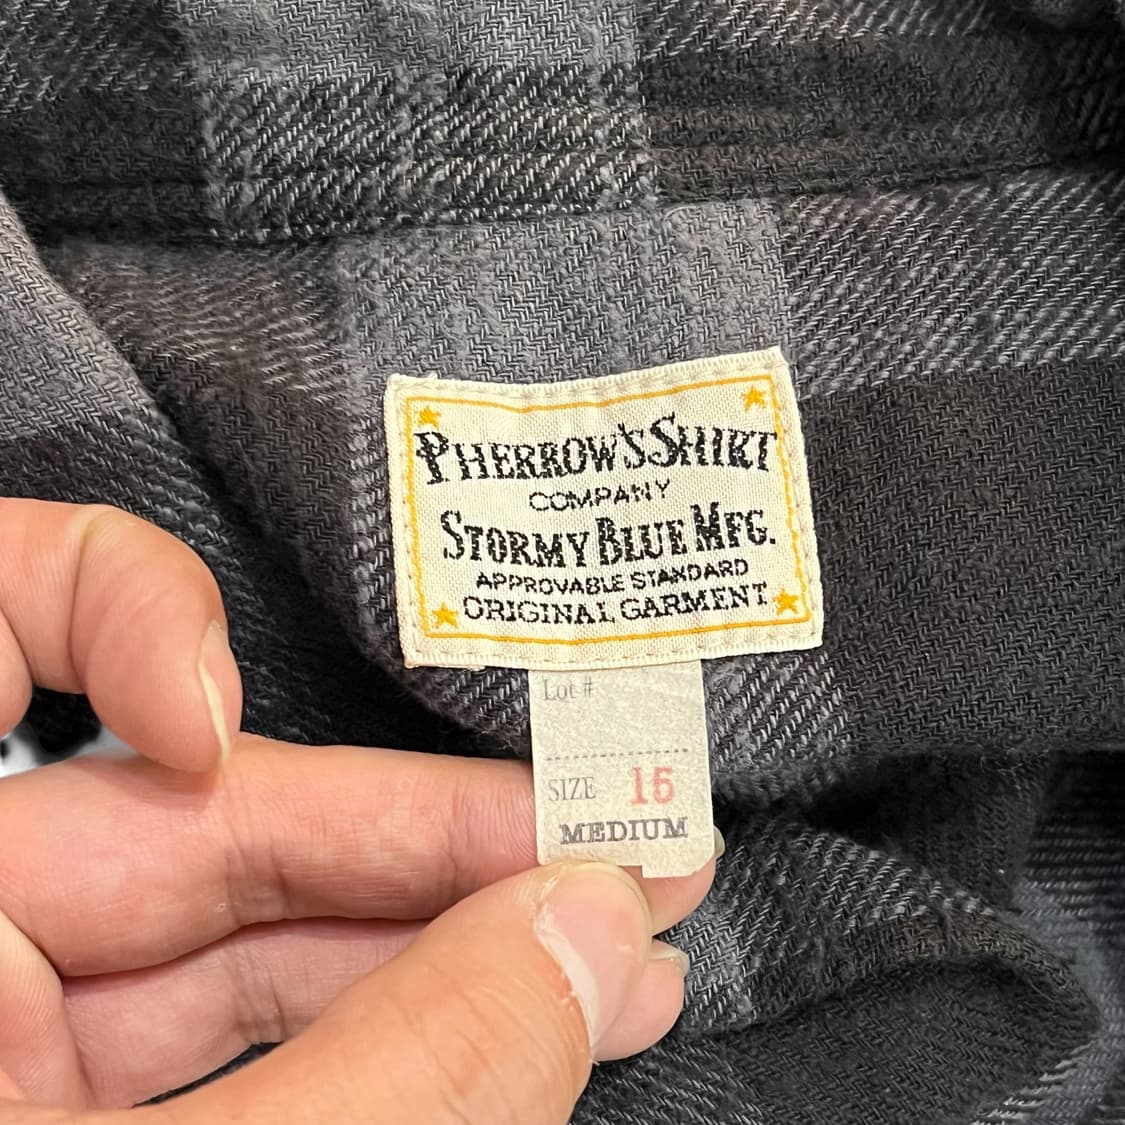 PHERROW'S SHIRT
COMPANY
STORMY BLUE MFG.
APPROVABLE STANDARD
ORIGINAL GARMENT
Lot #
SIZE 15
MEDIUM